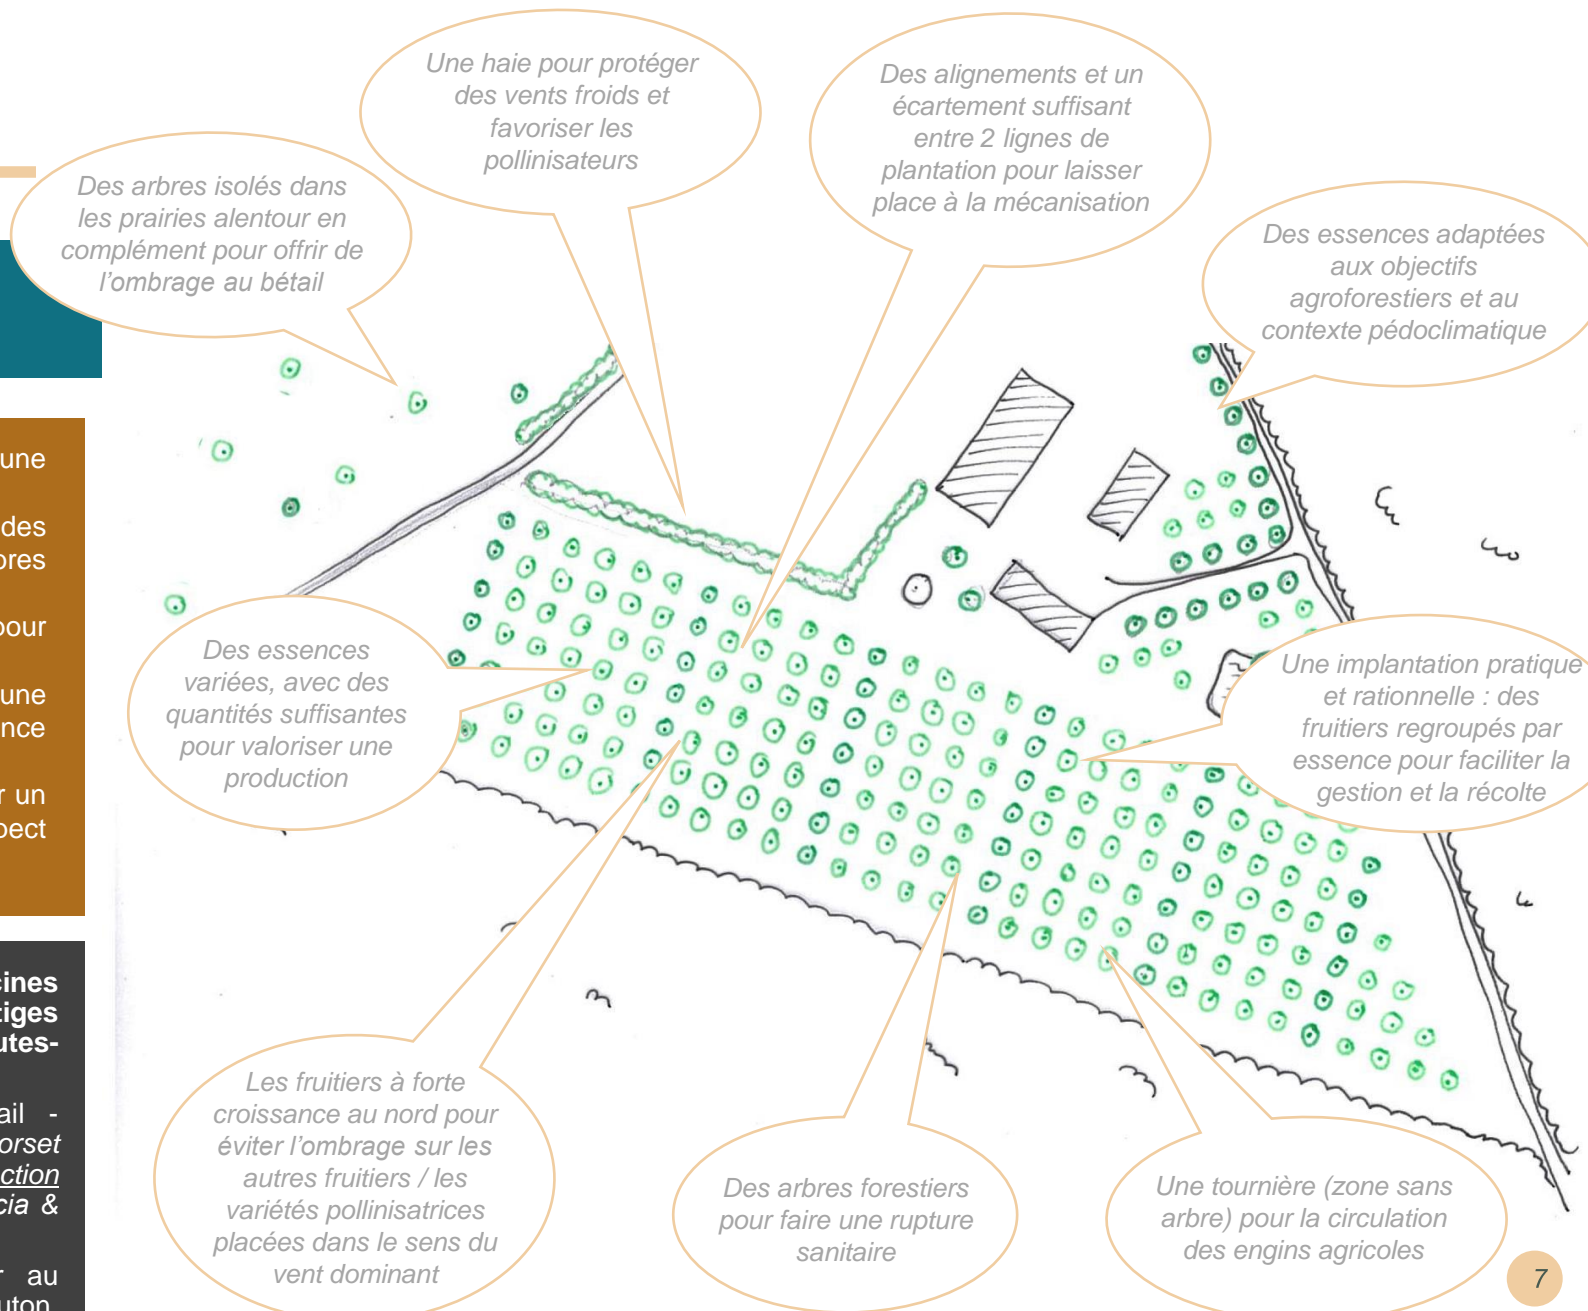 Une haie pour protéger
des vents froids et
favoriser les
pollinisateurs
Des alignements et un
écartement suffisant
entre 2 lignes de
plantation pour laisser
place à la mécanisation
Des arbres isolés dans
les prairies alentour en
complément pour offrir de
l'ombrage au bétail
Des essences adaptées
aux objectifs
agroforestiers et au
contexte pédoclimatique
une
des
pour
une
r un
Des essences
variées, avec des
quantités suffisantes
pour valoriser une
production
Une implantation pratique
et rationnelle : des
fruitiers regroupés par
essence pour faciliter la
gestion et la récolte
Les fruitiers à forte
croissance au nord pour
éviter l'ombrage sur les
autres fruitiers / les
variétés pollinisatrices
placées dans le sens du
vent dominant
Des arbres forestiers
pour faire une rupture
sanitaire
Une tournière (zone sans
arbre) pour la circulation
des engins agricoles
cines
tiges
utes-
ail -
orset
ction
cia &
r au
uton
7